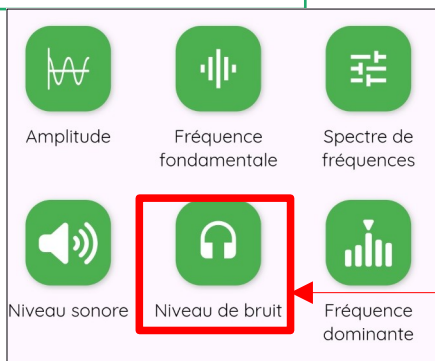 Amplitude
Fréquence
fondamentale
Spectre de
fréquences
Niveau sonore
Niveau de bruit
Fréquence
dominante